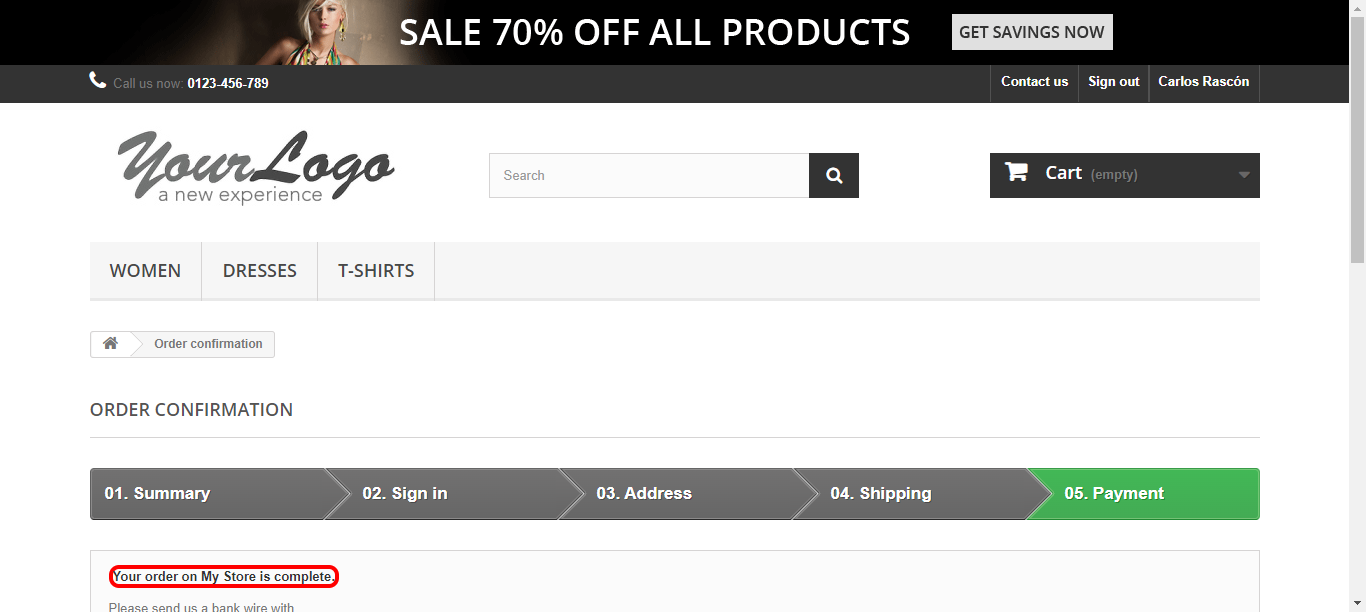 SALE 70% OFF ALL PRODUCTS
GET SAVINGS NOW
Call us now: 0123-456-789
Contact us
Sign out
Carlos Rascón
YourLogo
a new experience
Search
Cart (empty)
WOMEN
DRESSES
T-SHIRTS
Order confirmation
ORDER CONFIRMATION
01. Summary
02. Sign in
03. Address
04. Shipping
05. Payment
Your order on My Store is complete.
Please send us a bank wire with